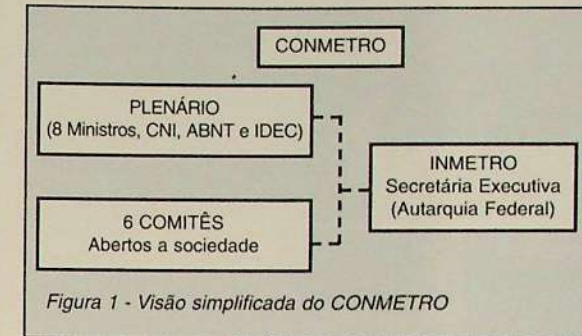 CONMETRO
PLENÁRIO
(8 Ministros, CNI, ABNT e IDEC)
6 COMITÊS
Abertos a sociedade
INMETRO
Secretária Executiva
(Autarquia Federal)
Figura 1 - Visão simplificada do CONMETRO